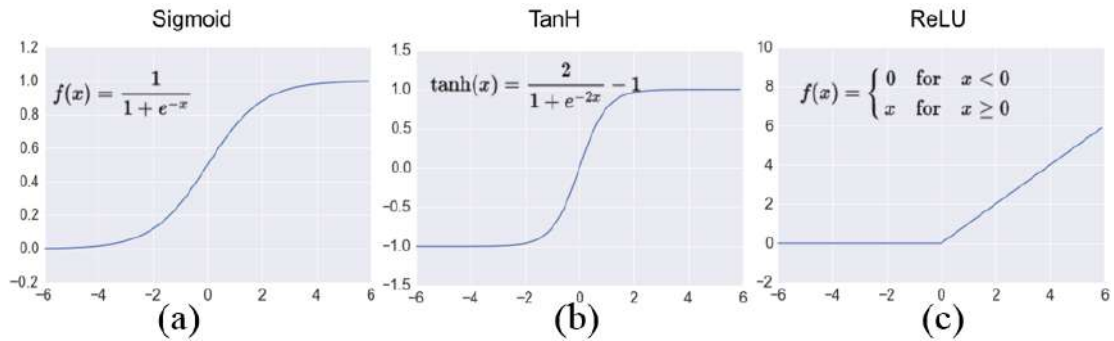 Sigmoid
1.2
1.0
0.8
0.6
0.4
0.2
0.0
−0.2
f(x) = 1 / (1 + e^{-x})
−6 −4 −2 0 2 4 6
(a)
TanH
1.5
1.0
0.5
0.0
−0.5
−1.0
−1.5
tanh(x) = 2 / (1 + e^{-2x}) − 1
−6 −4 −2 0 2 4 6
(b)
ReLU
10
8
6
4
2
0
−2
f(x) = { 0 for x < 0
x for x ≥ 0
−6 −4 −2 0 2 4 6
(c)